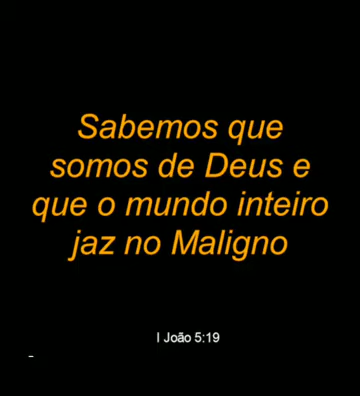 Sabemos que
somos de Deus e
que o mundo inteiro
jaz no Maligno
I João 5:19
-